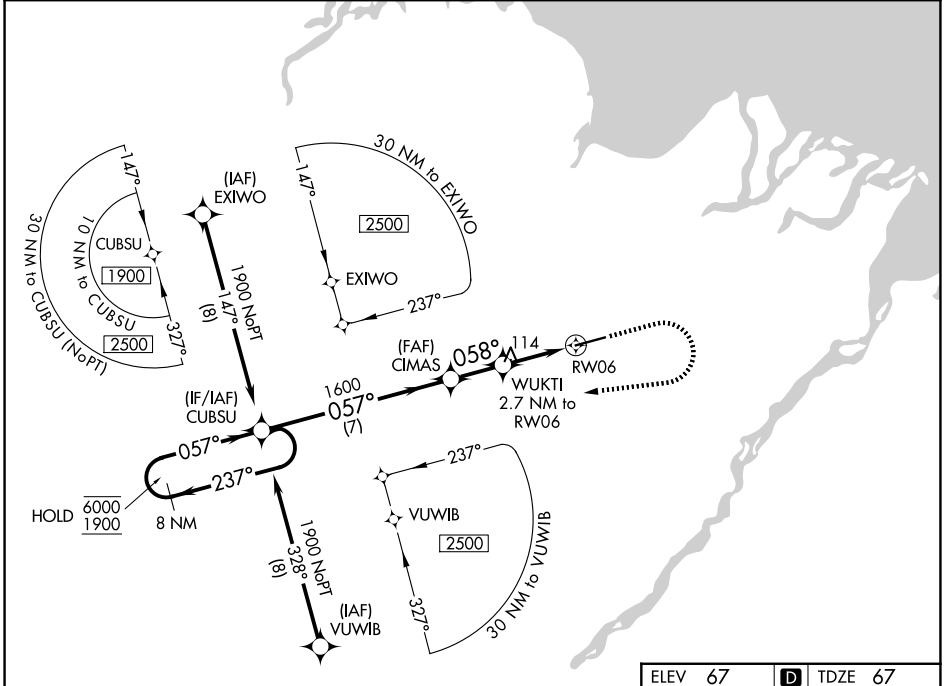 30 NM to CUBSU (NoPT)
147°
10 NM to CUBSU
CUBSU
1900
2500
327°
(IAF)
EXIWO
1900 NoPT
147°
(8)
30 NM to EXIWO
147°
2500
EXIWO
237°
(IF/IAF)
CUBSU
1600
057°
(7)
(FAF)
CIMAS
058°
114
RW06
WUKTI
2.7 NM to
RW06
057°
237°
HOLD
6000
1900
8 NM
1900 NoPT
328°
(8)
(IAF)
VUWIB
237°
VUWIB
2500
327°
30 NM to VUWIB
ELEV 67 D TDZE 67